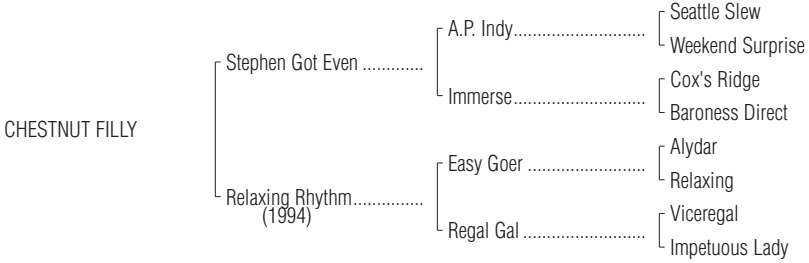 Seattle Slew
A.P. Indy..............................
Weekend Surprise
Stephen Got Even .............
Cox's Ridge
Immerse..............................
Baroness Direct
CHESTNUT FILLY
Alydar
Easy Goer ...........................
Relaxing
Relaxing Rhythm...............
(1994)
Viceregal
Regal Gal ............................
Impetuous Lady